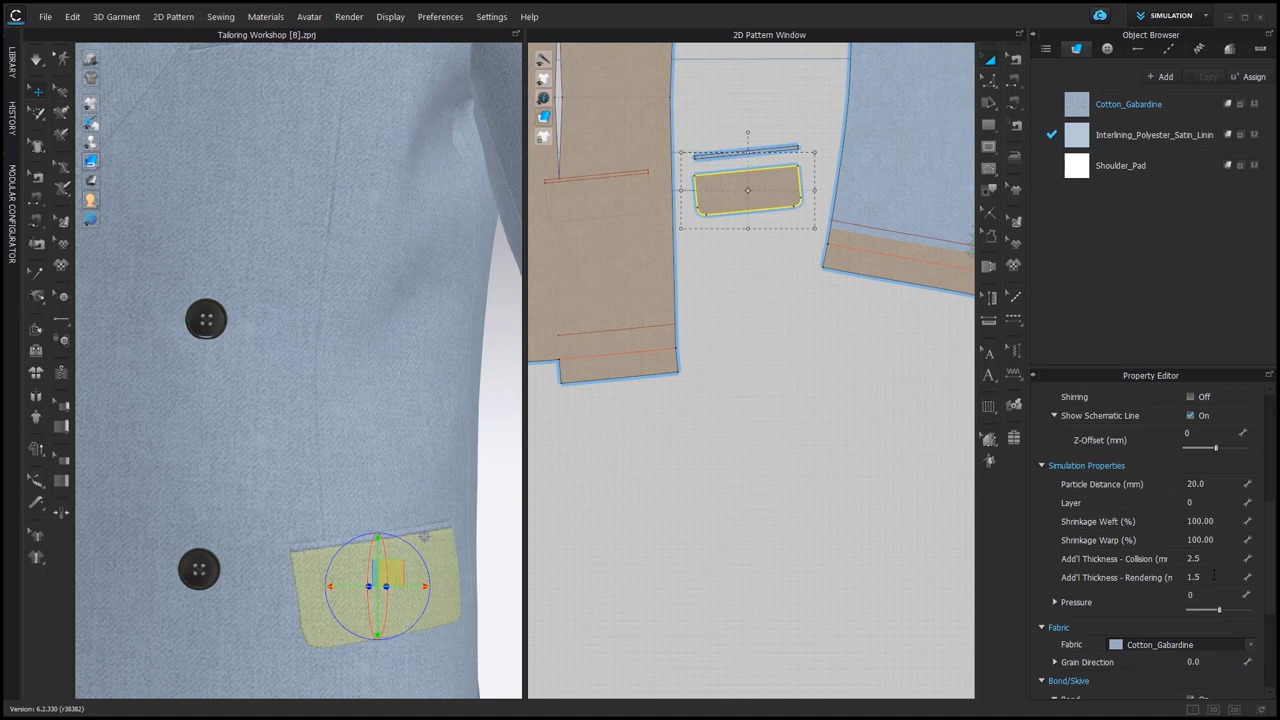 File Edit 3D Garment 2D Pattern Sewing Materials Avatar Render Display Preferences Settings Help
SIMULATION
Tailoring Workshop [8].zprj
2D Pattern Window
Object Browser
LIBRARY
HISTORY
MODULAR CONFIGURATOR
+ Add
Copy
Assign
Cotton_Gabardine
Interlining_Polyester_Satin_Linin
Shoulder_Pad
Property Editor
Shirring Off
Show Schematic Line On
Z-Offset (mm) 0
Simulation Properties
Particle Distance (mm) 20.0
Layer 0
Shrinkage Weft (%) 100.00
Shrinkage Warp (%) 100.00
Add'l Thickness - Collision (mr 2.5
Add'l Thickness - Rendering (n 1.5
Pressure 0
Fabric
Fabric Cotton_Gabardine
Grain Direction 0.0
Bond/Skive
Version: 6.2.330 (r38382)
3D
2D